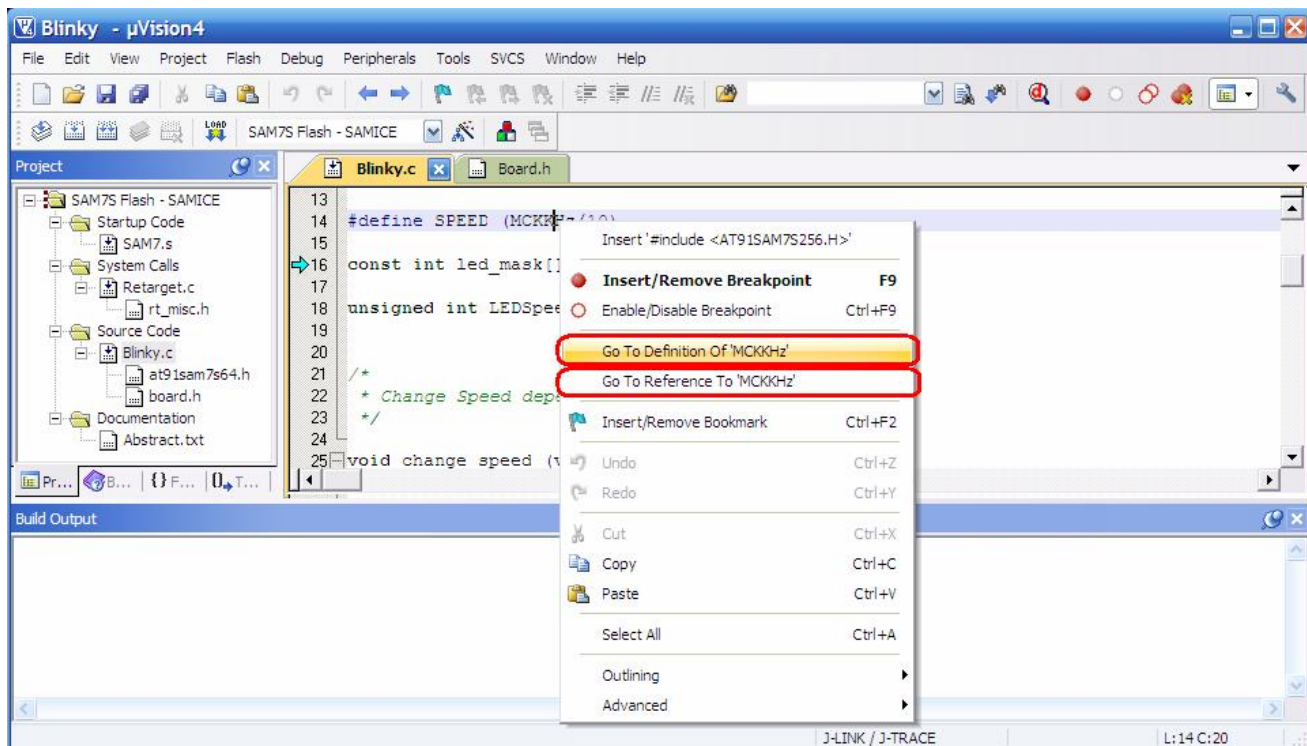 Blinky - µVision4
File Edit View Project Flash Debug Peripherals Tools SVCS Window Help
LOAD SAM7S Flash - SAMICE
Project
SAM7S Flash - SAMICE
Startup Code
SAM7.s
System Calls
Retarget.c
rt_misc.h
Source Code
Blinky.c
at91sam7s64.h
board.h
Documentation
Abstract.txt
Pr... B... {} F... 0 T...
Blinky.c Board.h
13
14 #define SPEED (MCKKHz/10)
15
16 const int led_mask[]
17
18 unsigned int LEDSpee
19
20
21 /*
22 * Change Speed depe
23 */
24
25 void change speed (v
Insert '#include <AT91SAM7S256.H>'
Insert/Remove Breakpoint F9
Enable/Disable Breakpoint Ctrl+F9
Go To Definition Of 'MCKKHz'
Go To Reference To 'MCKKHz'
Insert/Remove Bookmark Ctrl+F2
Undo Ctrl+Z
Redo Ctrl+Y
Cut Ctrl+X
Copy Ctrl+C
Paste Ctrl+V
Select All Ctrl+A
Outlining
Advanced
Build Output
J-LINK / J-TRACE L:14 C:20